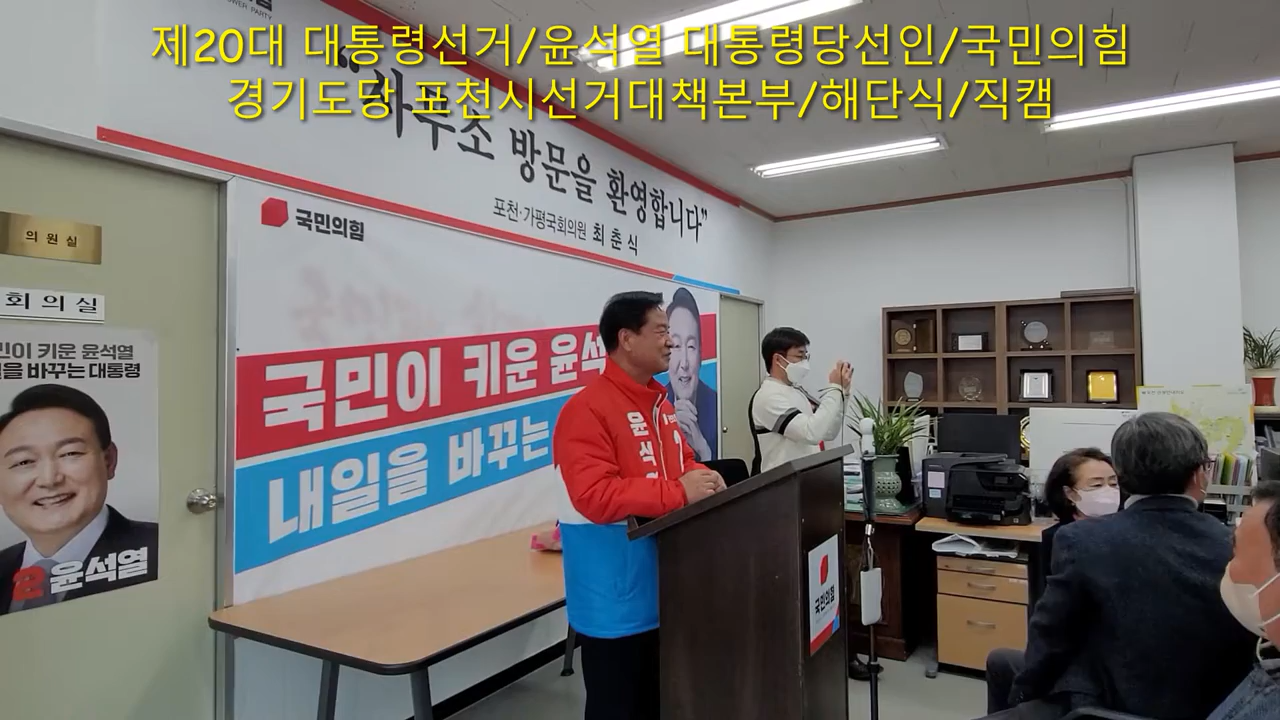 제20대 대통령선거/윤석열 대통령당선인/국민의힘
경기도당 포천시선거대책본부/해단식/직캠
POWER PARTY
방문을 환영합니다”
포천·가평국회의원 최춘식
국민의힘
의원실
회의실
키운 윤석열
바꾸는 대통령
국민이 키운
내일을 바꾸는
윤석
2 윤석열
국민의힘